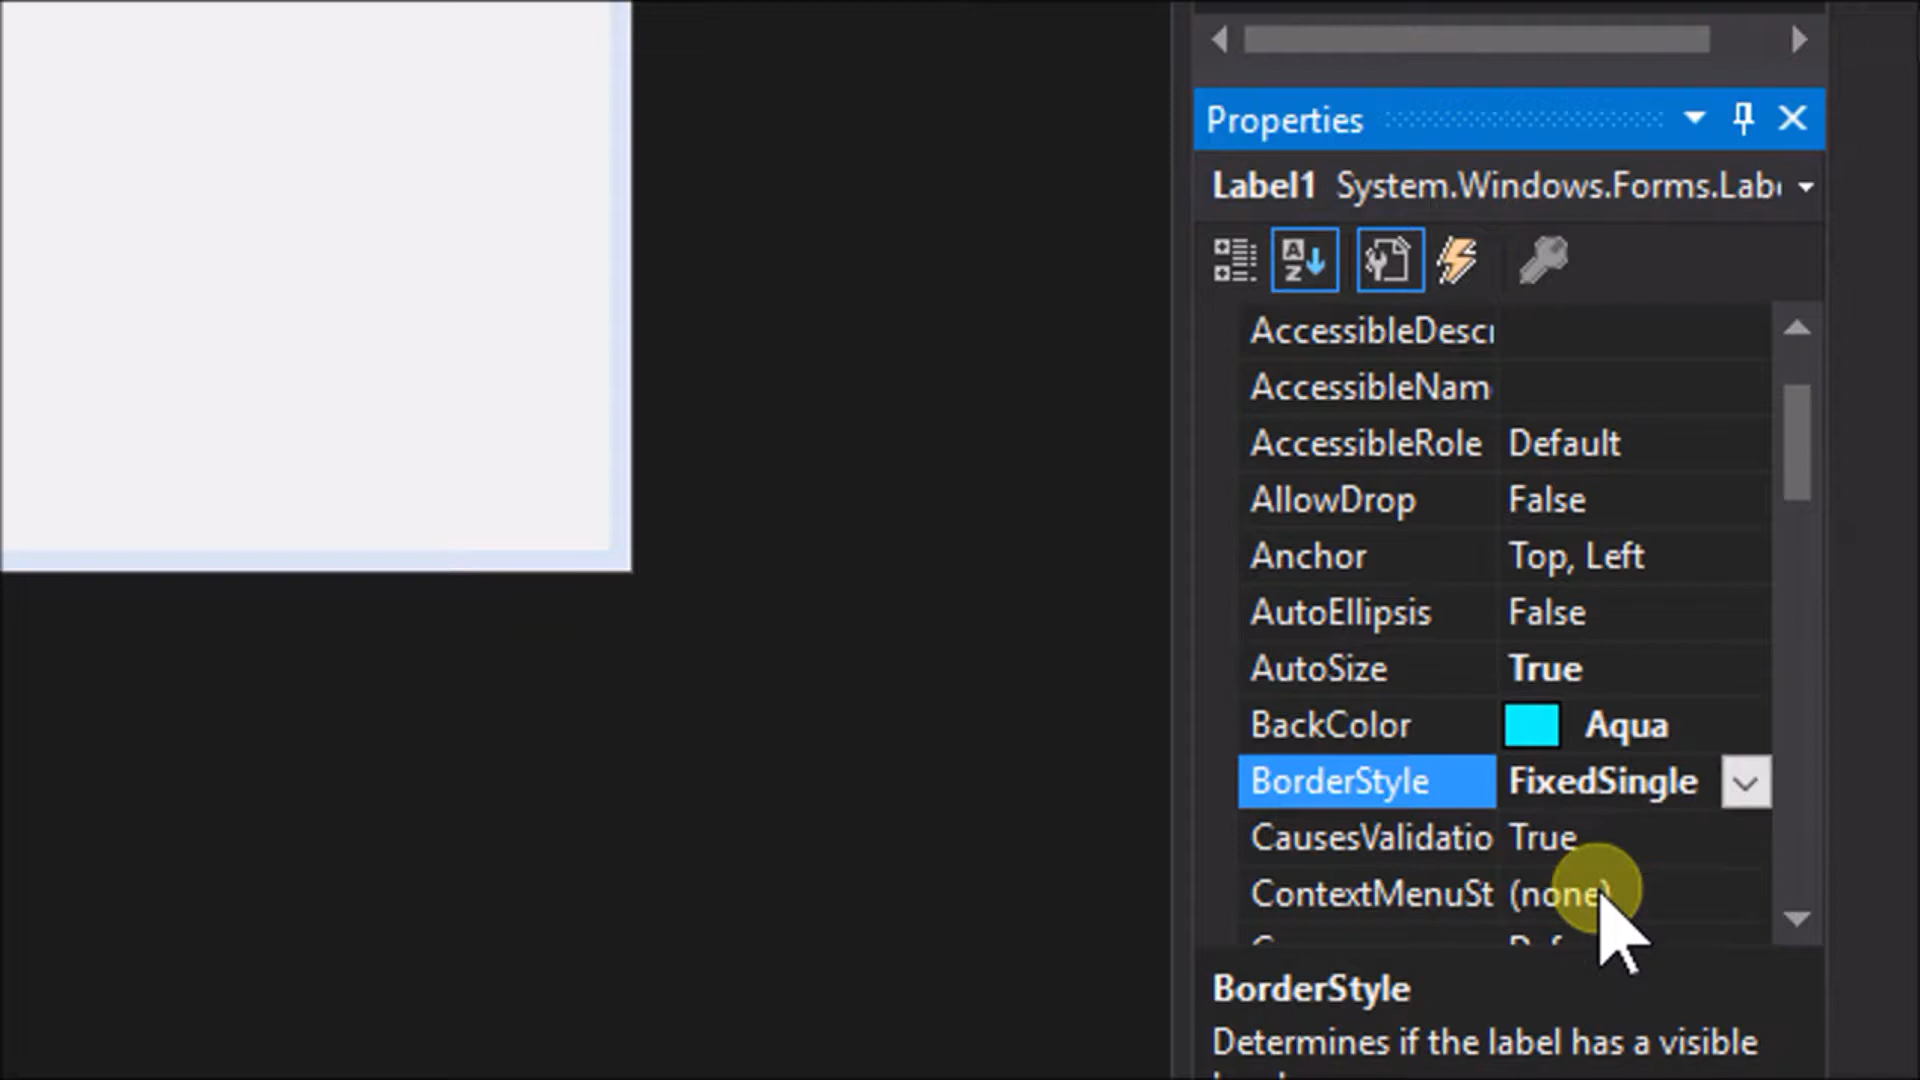 Properties
Label1 System.Windows.Forms.Lab
AccessibleDescr
AccessibleNam
AccessibleRole Default
AllowDrop False
Anchor Top, Left
AutoEllipsis False
AutoSize True
BackColor Aqua
BorderStyle FixedSingle
CausesValidatio True
ContextMenuSt (none)
BorderStyle
Determines if the label has a visible